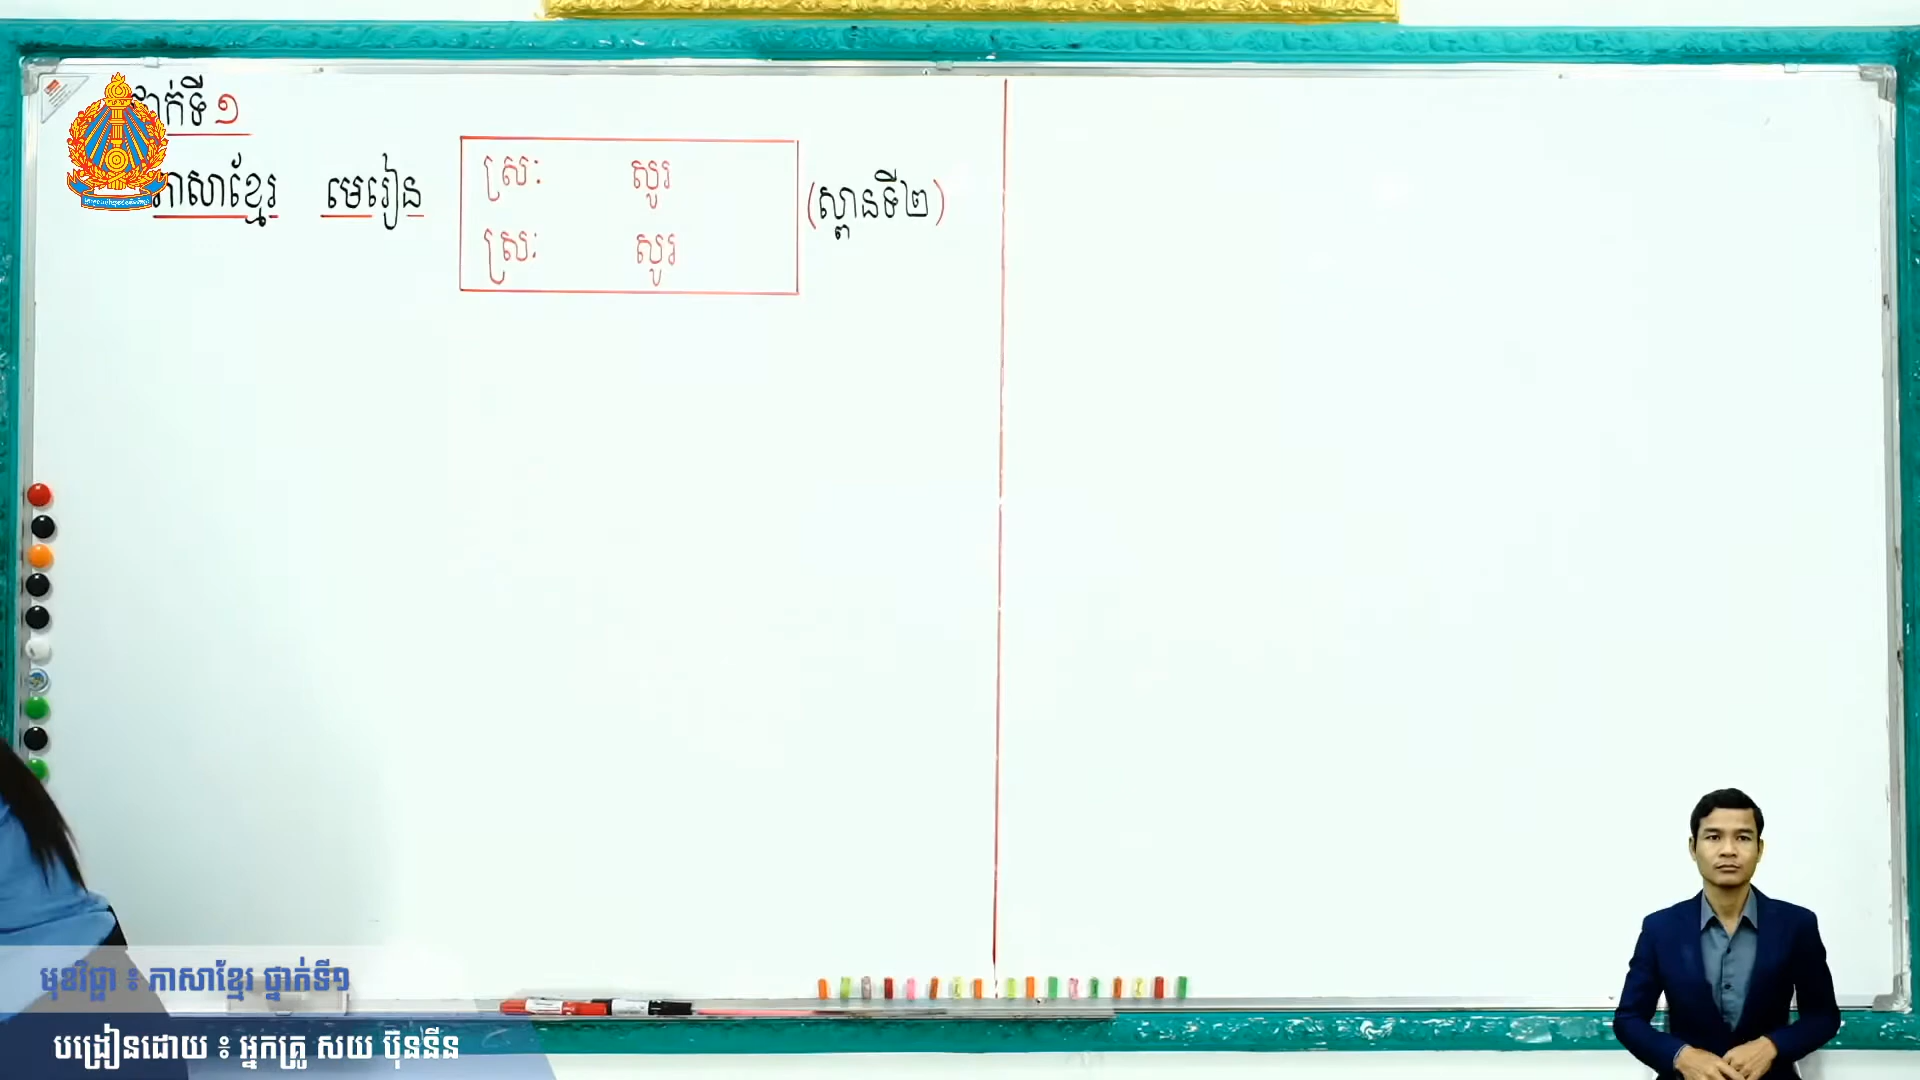 ថ្នាក់ទី ១
ភាសាខ្មែរ មេរៀន
ស្រៈ សូរ
ស្រៈ សូរ
(ស្ពានទី២)
មុខវិជ្ជា ៖ ភាសាខ្មែរ ថ្នាក់ទី១
បង្រៀនដោយ ៖ អ្នកគ្រូ សយ ប៊ុននីន